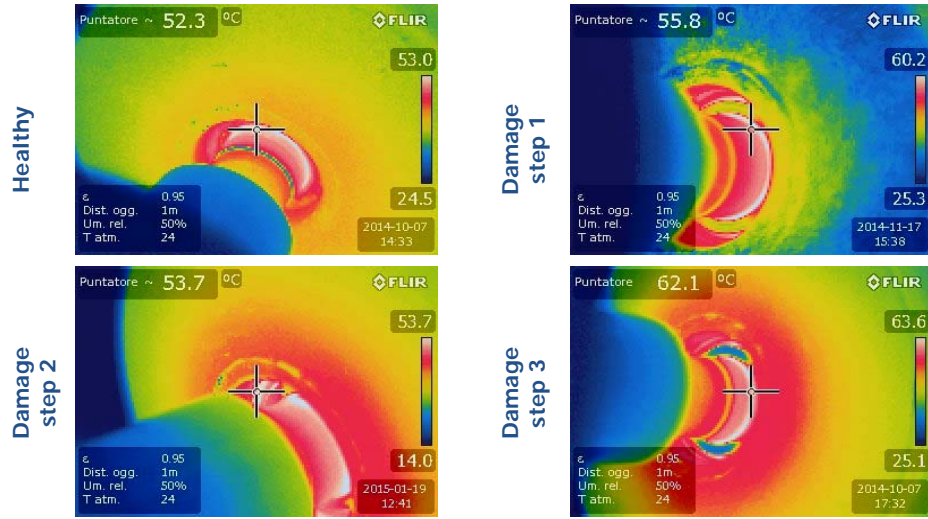 Healthy
Puntatore ~ 52.3 ºC
FLIR
53.0
24.5
ε 0.95
Dist. ogg. 1m
Um. rel. 50%
T atm. 24
2014-10-07
14:33
Damage
step 1
Puntatore ~ 55.8 ºC
FLIR
60.2
25.3
ε 0.95
Dist. ogg. 1m
Um. rel. 50%
T atm. 24
2014-11-17
15:38
Damage
step 2
Puntatore ~ 53.7 ºC
FLIR
53.7
14.0
ε 0.95
Dist. ogg. 1m
Um. rel. 50%
T atm. 24
2015-01-19
12:41
Damage
step 3
Puntatore 62.1 ºC
FLIR
63.6
25.1
ε 0.95
Dist. ogg. 1m
Um. rel. 50%
T atm. 24
2014-10-07
17:32